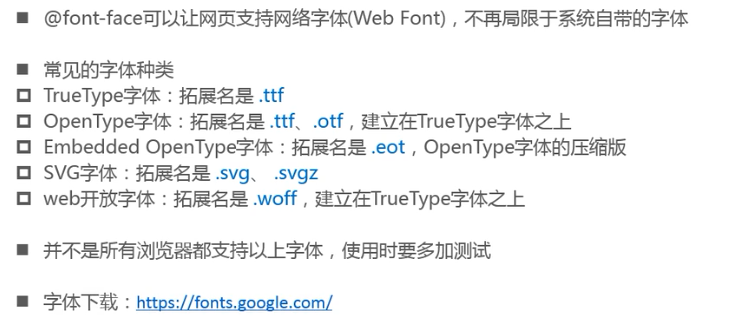 ■ @font-face可以让网页支持网络字体(Web Font)，不再局限于系统自带的字体
■ 常见的字体种类
□ TrueType字体：拓展名是 .ttf
□ OpenType字体：拓展名是 .ttf、.otf，建立在TrueType字体之上
□ Embedded OpenType字体：拓展名是 .eot，OpenType字体的压缩版
□ SVG字体：拓展名是 .svg、 .svgz
□ web开放字体：拓展名是 .woff，建立在TrueType字体之上
■ 并不是所有浏览器都支持以上字体，使用时要多加测试
■ 字体下载：https://fonts.google.com/